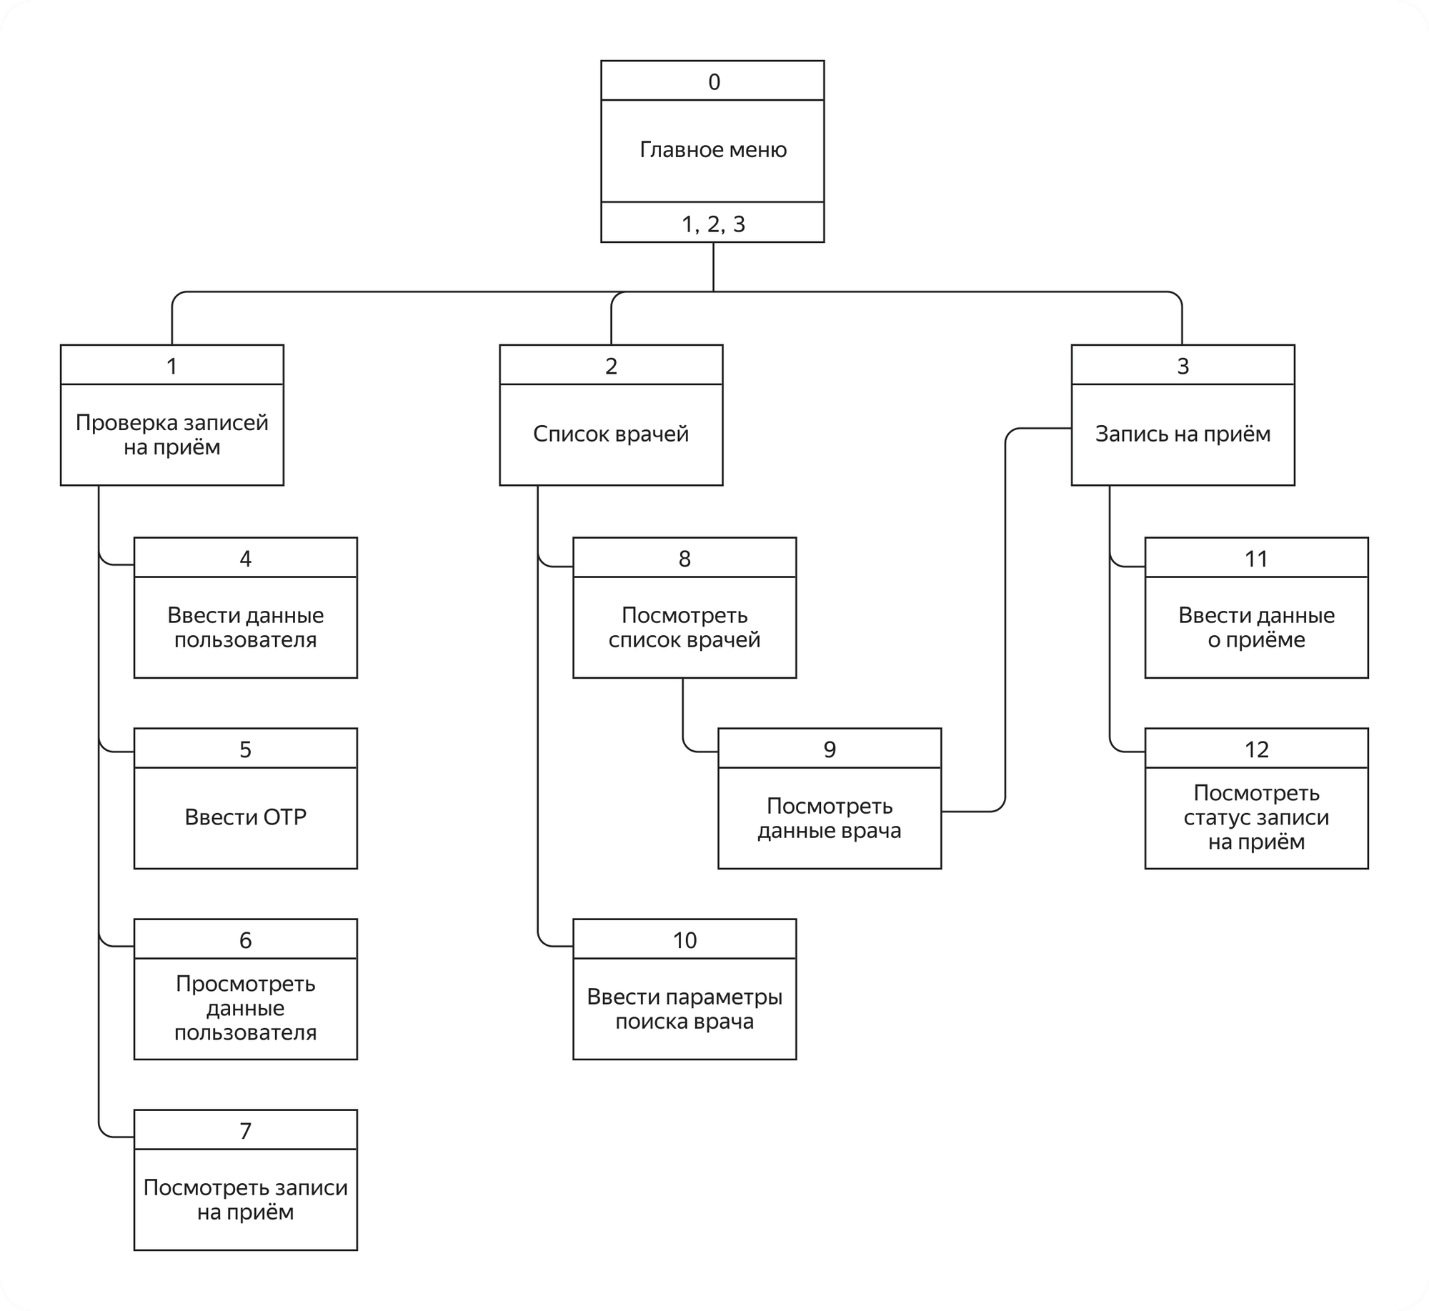 0
Главное меню
1, 2, 3
1
Проверка записей
на приём
2
Список врачей
3
Запись на приём
4
Ввести данные
пользователя
5
Ввести OTP
6
Просмотреть
данные
пользователя
7
Посмотреть записи
на приём
8
Посмотреть
список врачей
9
Посмотреть
данные врача
10
Ввести параметры
поиска врача
11
Ввести данные
о приёме
12
Посмотреть
статус записи
на приём